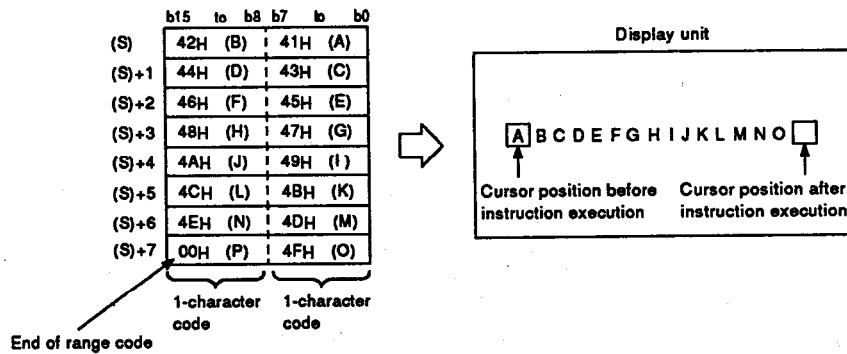 b15 to b8 b7 to b0
(S) 42H (B) 41H (A)
(S)+1 44H (D) 43H (C)
(S)+2 46H (F) 45H (E)
(S)+3 48H (H) 47H (G)
(S)+4 4AH (J) 49H (I)
(S)+5 4CH (L) 4BH (K)
(S)+6 4EH (N) 4DH (M)
(S)+7 00H (P) 4FH (O)
1-character code
1-character code
End of range code
Display unit
A B C D E F G H I J K L M N O
Cursor position before
instruction execution
Cursor position after
instruction execution